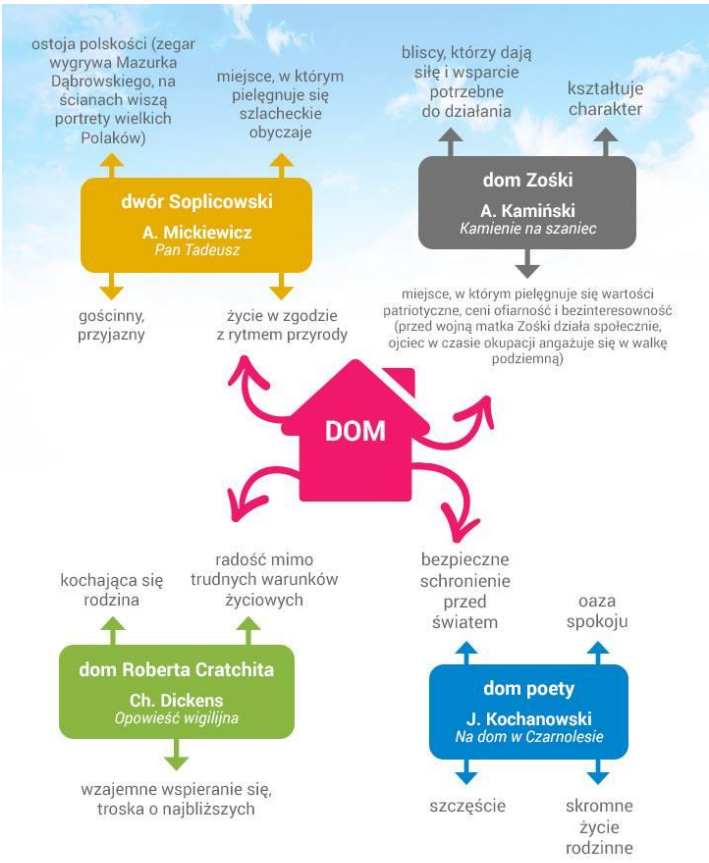 ostoja polskości (zegar
wygrywa Mazurka
Dąbrowskiego, na
ścianach wiszą
portrety wielkich
Polaków)
miejsce, w którym
pielęgnuje się
szlacheckie
obyczaje
dwór Soplicowski
A. Mickiewicz
Pan Tadeusz
gościnny,
przyjazny
życie w zgodzie
z rytmem przyrody
bliscy, którzy dają
siłę i wsparcie
potrzebne
do działania
kształtuje
charakter
dom Zośki
A. Kamiński
Kamienie na szaniec
miejsce, w którym pielęgnuje się wartości
patriotyczne, ceni ofiarność i bezinteresowność
(przed wojną matka Zośki działa społecznie,
ojciec w czasie okupacji angażuje się w walkę
podziemną)
DOM
kochająca się
rodzina
radość mimo
trudnych warunków
życiowych
dom Roberta Cratchita
Ch. Dickens
Opowieść wigilijna
wzajemne wspieranie się,
troska o najbliższych
bezpieczne
schronienie
przed
światem
oaza
spokoju
dom poety
J. Kochanowski
Na dom w Czarnolesie
szczęście
skromne
życie
rodzinne